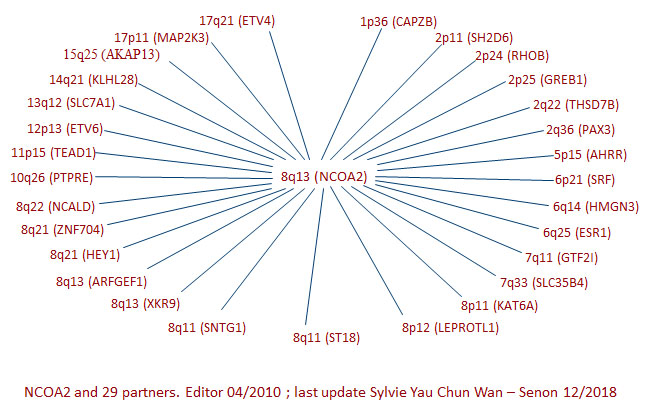 17q21 (ETV4)
1p36 (CAPZB)
17p11 (MAP2K3)
2p11 (SH2D6)
15q25 (AKAP13)
2p24 (RHOB)
14q21 (KLHL28)
2p25 (GREB1)
13q12 (SLC7A1)
2q22 (THSD7B)
12p13 (ETV6)
2q36 (PAX3)
11p15 (TEAD1)
5p15 (AHRR)
10q26 (PTPRE)
8q13 (NCOA2)
6p21 (SRF)
8q22 (NCALD)
6q14 (HMGN3)
8q21 (ZNF704)
6q25 (ESR1)
8q21 (HEY1)
7q11 (GTF2I)
8q13 (ARFGEF1)
7q33 (SLC35B4)
8q13 (XKR9)
8p11 (KAT6A)
8q11 (SNTG1)
8q11 (ST18)
8p12 (LEPROTL1)
NCOA2 and 29 partners. Editor 04/2010 ; last update Sylvie Yau Chun Wan – Senon 12/2018